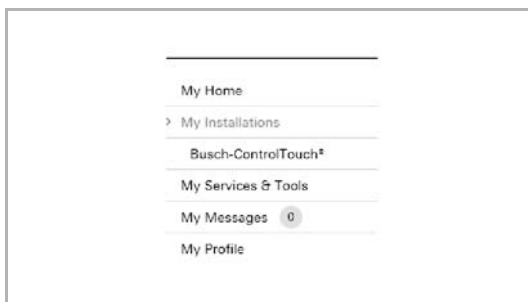 My Home
> My Installations
Busch-ControlTouch®
My Services & Tools
My Messages 0
My Profile